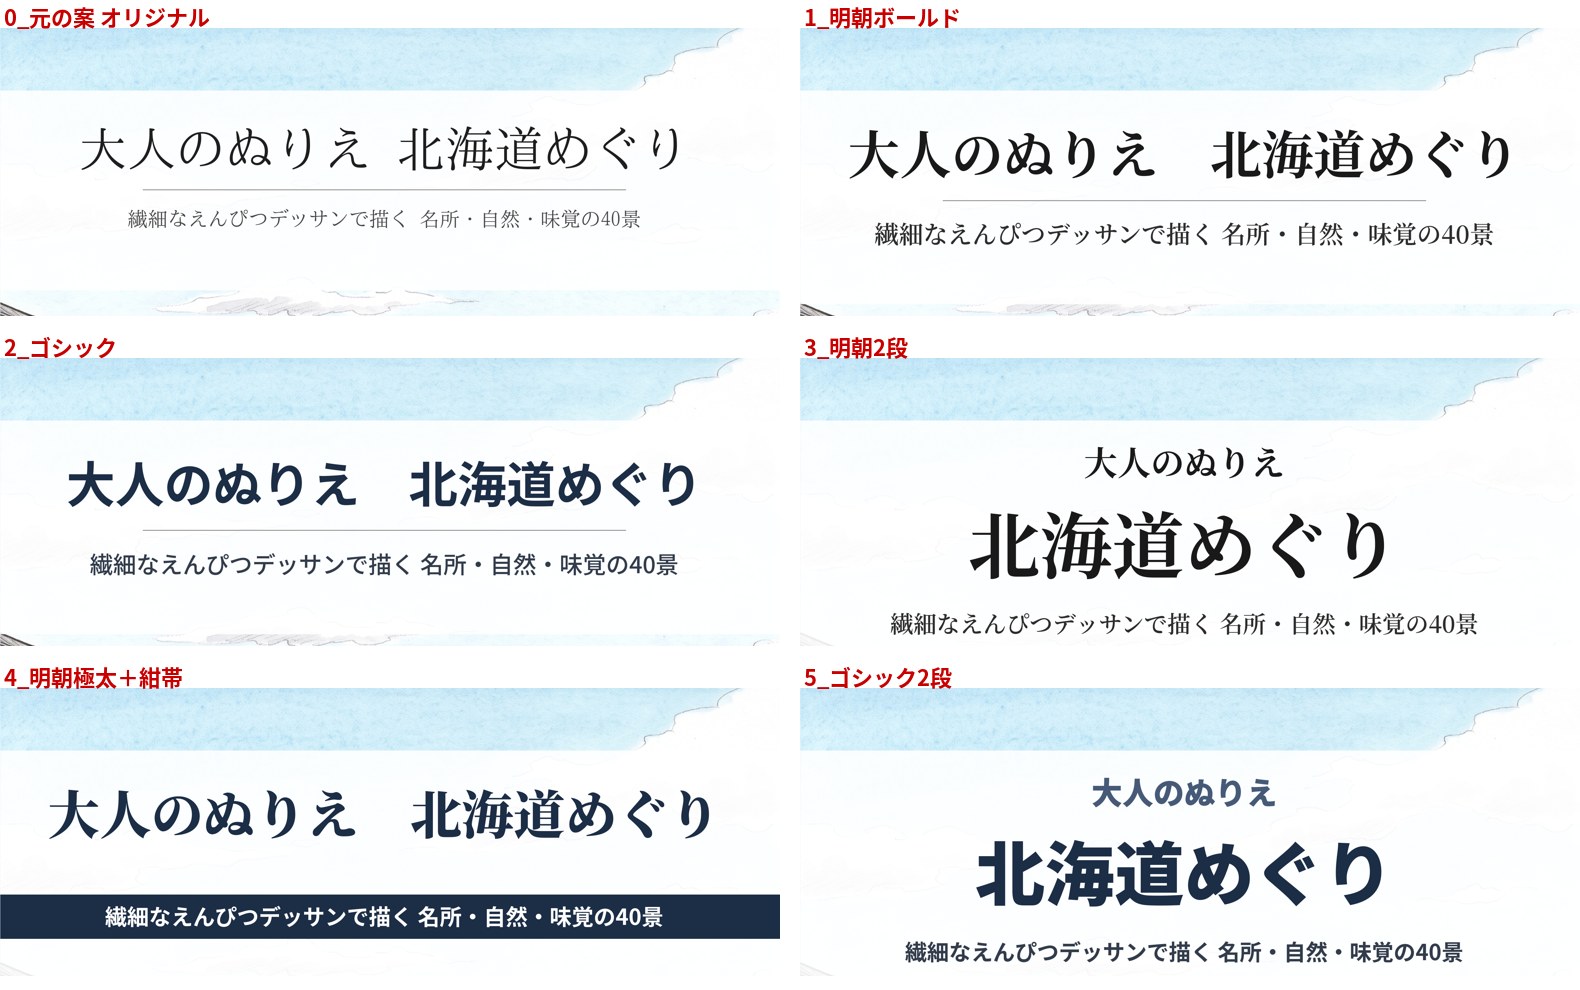 0_元の案 オリジナル
大人のぬりえ 北海道めぐり
繊細なえんぴつデッサンで描く 名所・自然・味覚の40景
1_明朝ボールド
大人のぬりえ 北海道めぐり
繊細なえんぴつデッサンで描く 名所・自然・味覚の40景
2_ゴシック
大人のぬりえ 北海道めぐり
繊細なえんぴつデッサンで描く 名所・自然・味覚の40景
3_明朝2段
大人のぬりえ
北海道めぐり
繊細なえんぴつデッサンで描く 名所・自然・味覚の40景
4_明朝極太＋紺帯
大人のぬりえ 北海道めぐり
繊細なえんぴつデッサンで描く 名所・自然・味覚の40景
5_ゴシック2段
大人のぬりえ
北海道めぐり
繊細なえんぴつデッサンで描く 名所・自然・味覚の40景